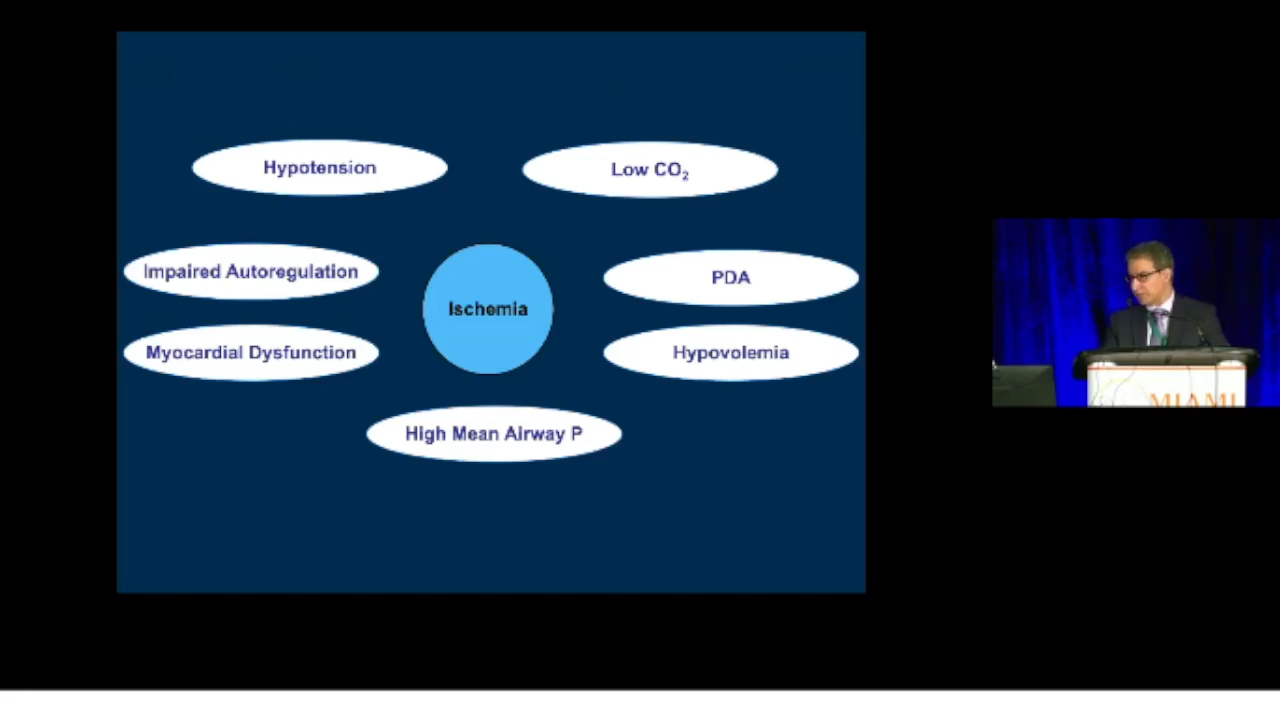 Hypotension
Low CO₂
Impaired Autoregulation
PDA
Ischemia
Myocardial Dysfunction
Hypovolemia
High Mean Airway P
MIAMI